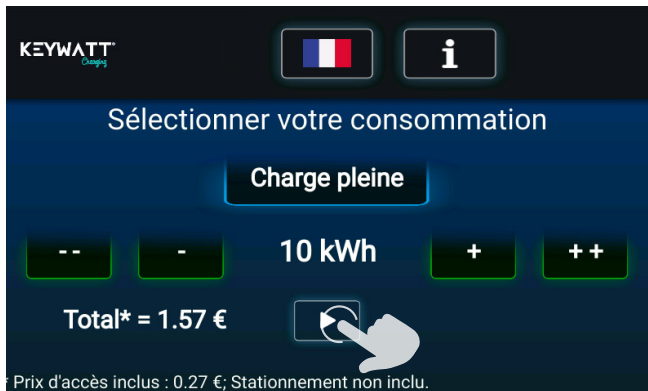 KEYWATT
Charging
i
Sélectionner votre consommation
Charge pleine
--
-
10 kWh
+
++
Total* = 1.57 €
* Prix d'accès inclus : 0.27 €; Stationnement non inclu.